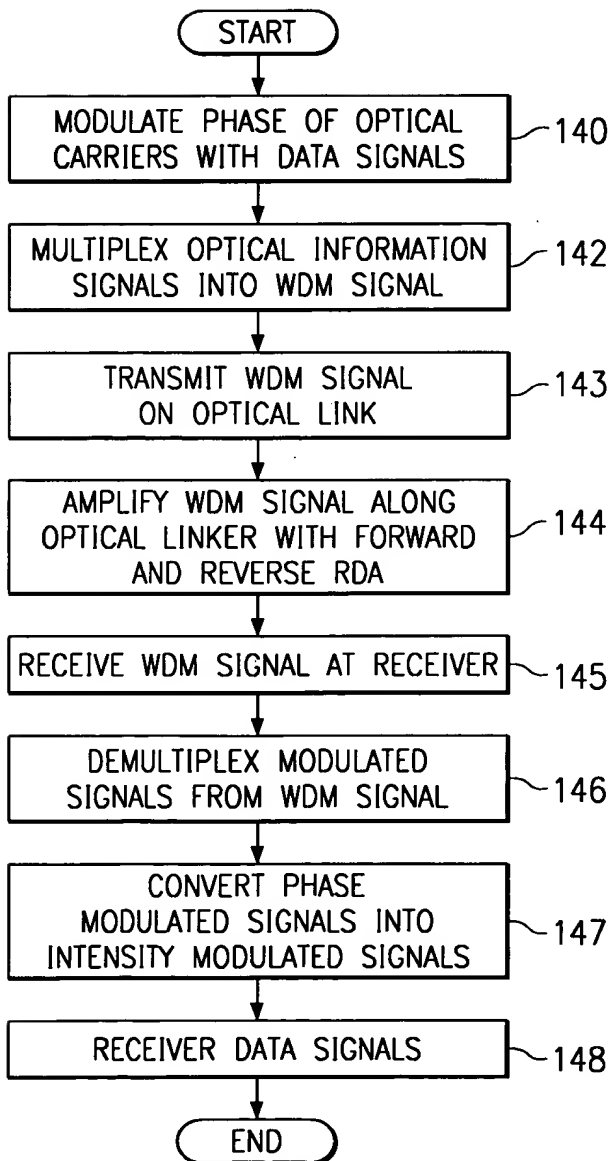 START
MODULATE PHASE OF OPTICAL
CARRIERS WITH DATA SIGNALS
140
MULTIPLEX OPTICAL INFORMATION
SIGNALS INTO WDM SIGNAL
142
TRANSMIT WDM SIGNAL
ON OPTICAL LINK
143
AMPLIFY WDM SIGNAL ALONG
OPTICAL LINKER WITH FORWARD
AND REVERSE RDA
144
RECEIVE WDM SIGNAL AT RECEIVER
145
DEMULTIPLEX MODULATED
SIGNALS FROM WDM SIGNAL
146
CONVERT PHASE
MODULATED SIGNALS INTO
INTENSITY MODULATED SIGNALS
147
RECEIVER DATA SIGNALS
148
END